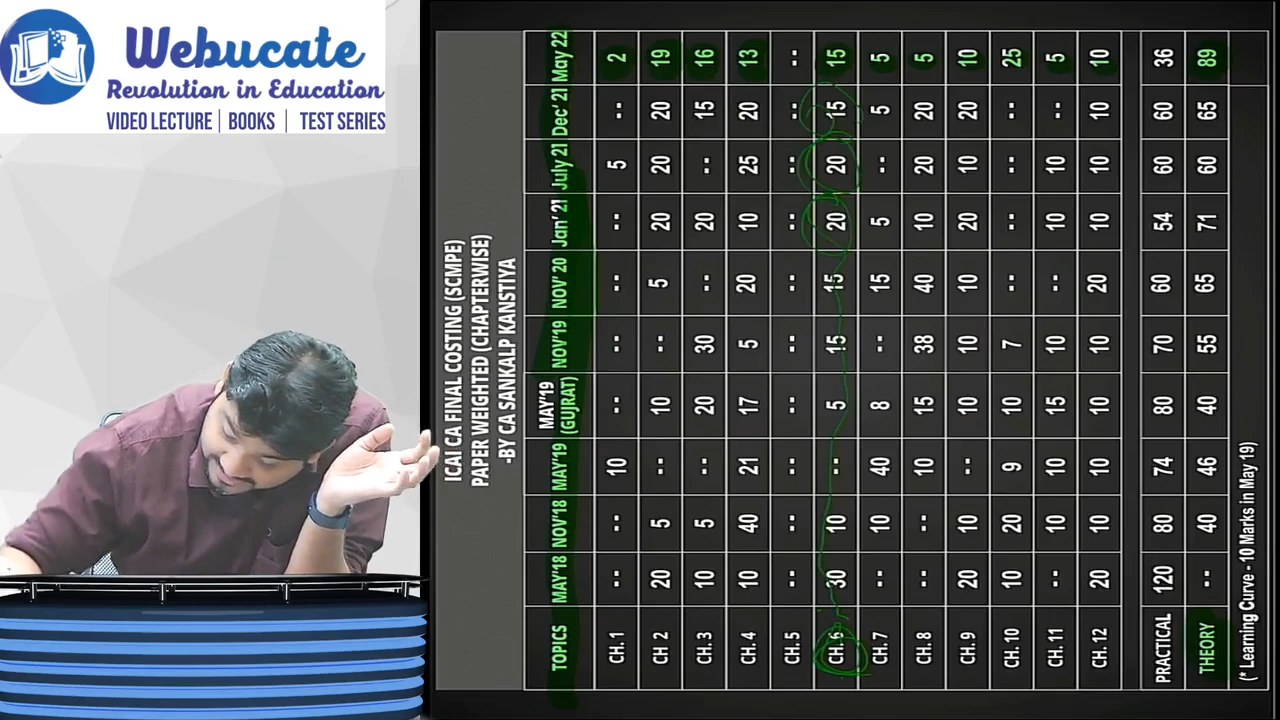 Webucate
Revolution in Education
VIDEO LECTURE | BOOKS | TEST SERIES
ICAI CA FINAL COSTING (SCMPE)
PAPER WEIGHTED (CHAPTERWISE)
-BY CA SANKALP KANSTIYA
TOPICS MAY'18 NOV'18 MAY'19 MAY'19 (GUJRAT) NOV'19 NOV'20 Jan'21 July 21 Dec'21 May 22
CH. 1 -- -- 10 -- -- -- -- 5 -- 2
CH 2 20 5 -- 10 -- 5 20 20 20 19
CH. 3 10 5 -- 20 30 -- 20 -- 15 16
CH. 4 10 40 21 17 5 20 10 25 20 13
CH. 5 -- -- -- -- -- -- -- -- -- --
CH. 6 30 10 -- 5 15 15 20 20 15 15
CH. 7 -- 10 40 8 -- 15 5 -- 5 5
CH. 8 -- -- 10 15 38 40 10 20 20 5
CH. 9 20 10 -- 10 10 10 20 10 20 10
CH. 10 10 20 9 10 7 -- -- -- -- 25
CH. 11 -- 10 10 15 10 -- 10 10 -- 5
CH. 12 20 10 10 10 10 20 10 10 10 10
PRACTICAL 120 80 74 80 70 60 54 60 60 36
THEORY -- 40 46 40 55 65 71 60 65 89
(* Learning Curve - 10 Marks in May 19)